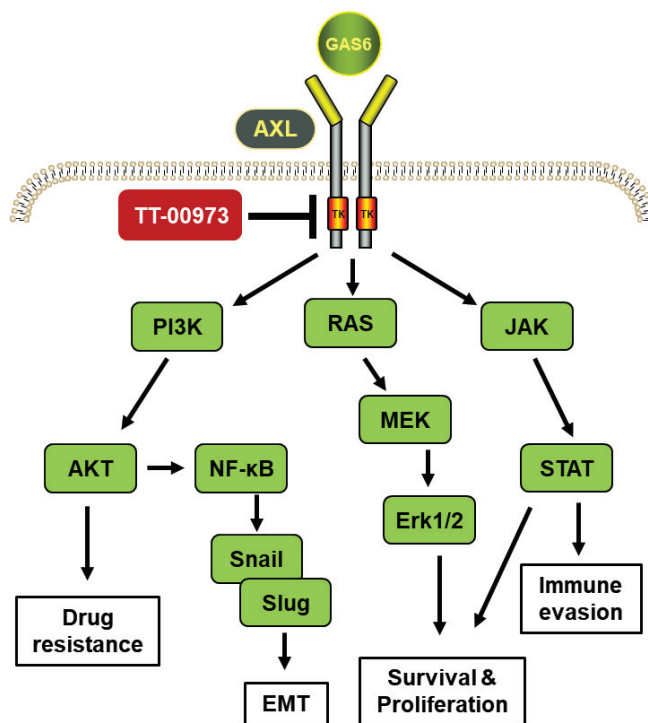 GAS6
AXL
TT-00973
TK
TK
PI3K
RAS
JAK
MEK
AKT
NF-κB
STAT
Erk1/2
Snail
Slug
Drug
resistance
Immune
evasion
EMT
Survival &
Proliferation